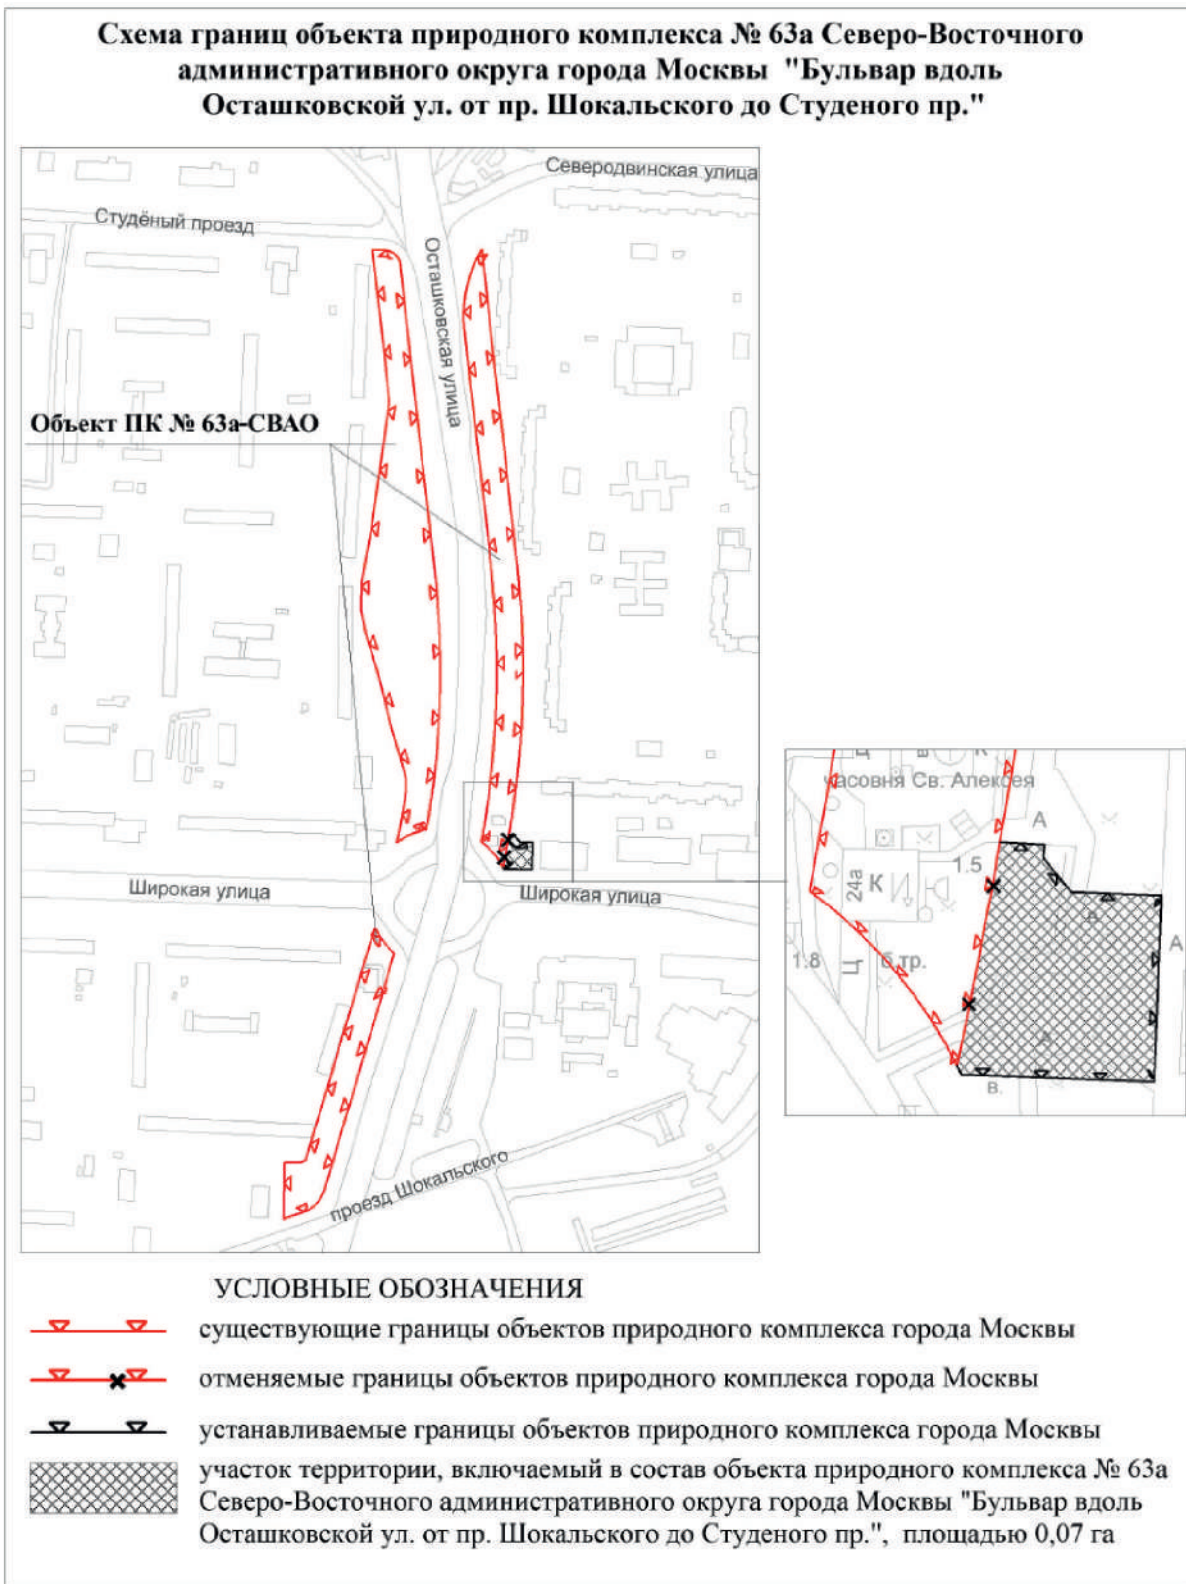 Схема границ объекта природного комплекса № 63а Северо-Восточного
административного округа города Москвы "Бульвар вдоль
Осташковской ул. от пр. Шокальского до Студеного пр."
Северодвинская улица
Студёный проезд
Осташковская улица
Объект ПК № 63а-СВАО
часовня Св. Алексея
А
1.5
24а
К
А
1.8
Ц
б.тр.
в.
Широкая улица
Широкая улица
проезд Шокальского
УСЛОВНЫЕ ОБОЗНАЧЕНИЯ
существующие границы объектов природного комплекса города Москвы
отменяемые границы объектов природного комплекса города Москвы
устанавливаемые границы объектов природного комплекса города Москвы
участок территории, включаемый в состав объекта природного комплекса № 63а
Северо-Восточного административного округа города Москвы "Бульвар вдоль
Осташковской ул. от пр. Шокальского до Студеного пр.", площадью 0,07 га